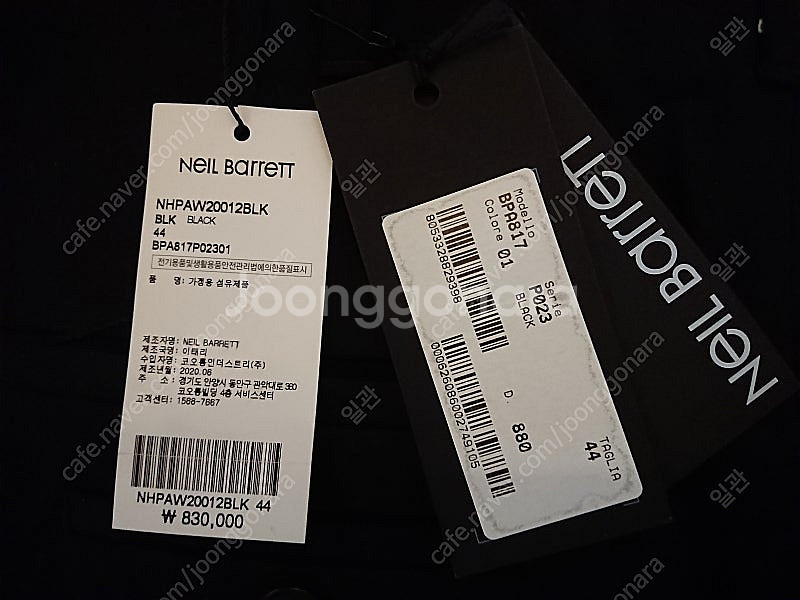 NEIL BARRETT
NHPAW20012BLK
BLK BLACK
44
BPA817P02301
전기용품및생활용품안전관리법에의한품질표시
품 명: 가정용 섬유제품
제조자명: NEIL BARRETT
제조국명: 이태리
수입자명: 코오롱인더스트리(주)
제조년월: 2020.06
주 소: 경기도 안양시 동안구 관악대로 360
코오롱빌딩 4층 서비스센터
고객센터: 1588-7667
NHPAW20012BLK 44
₩ 830,000
Modello
BPA817
Serie
P023
Colore 01
BLACK
8053328829398
D. 880
TAGLIA
44
000526086002749105
NEIL BARRETT
Joonggonara
cafe.naver.com/joonggonara
일관